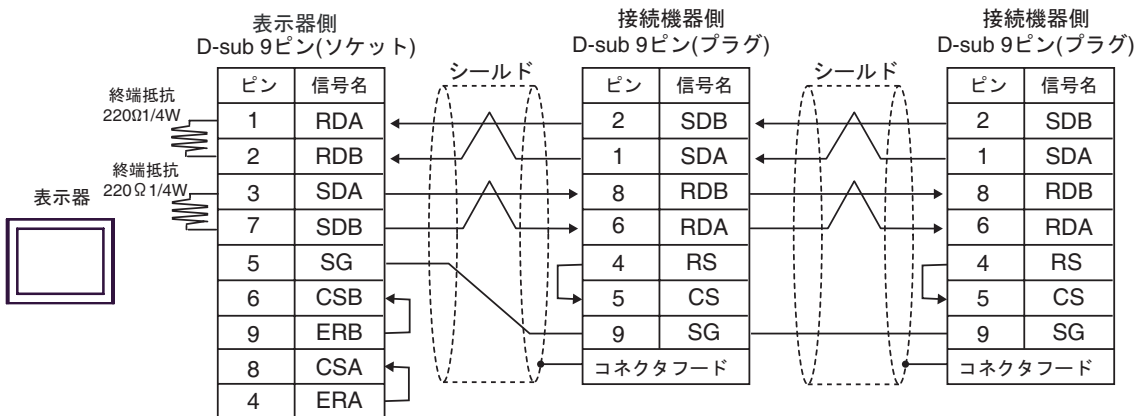 表示器側
D-sub 9ピン(ソケット)
接続機器側
D-sub 9ピン(プラグ)
接続機器側
D-sub 9ピン(プラグ)
シールド
シールド
終端抵抗
220Ω1/4W
終端抵抗
220Ω1/4W
表示器
ピン 信号名
1 RDA
2 RDB
3 SDA
7 SDB
5 SG
6 CSB
9 ERB
8 CSA
4 ERA
ピン 信号名
2 SDB
1 SDA
8 RDB
6 RDA
4 RS
5 CS
9 SG
コネクタフード
ピン 信号名
2 SDB
1 SDA
8 RDB
6 RDA
4 RS
5 CS
9 SG
コネクタフード